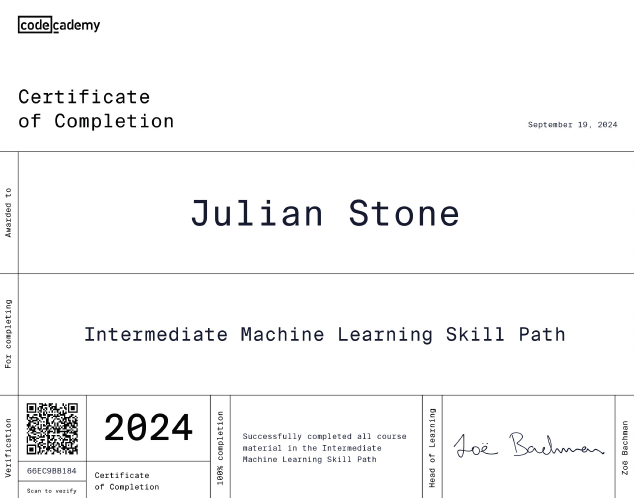 codecademy
Certificate
of Completion
September 19, 2024
Awarded to
Julian Stone
For completing
Intermediate Machine Learning Skill Path
Verification
66EC9BB184
Scan to verify
2024
Certificate
of Completion
100% completion
Successfully completed all course
material in the Intermediate
Machine Learning Skill Path
Head of Learning
Zoë Bachman
Zoë Bachman